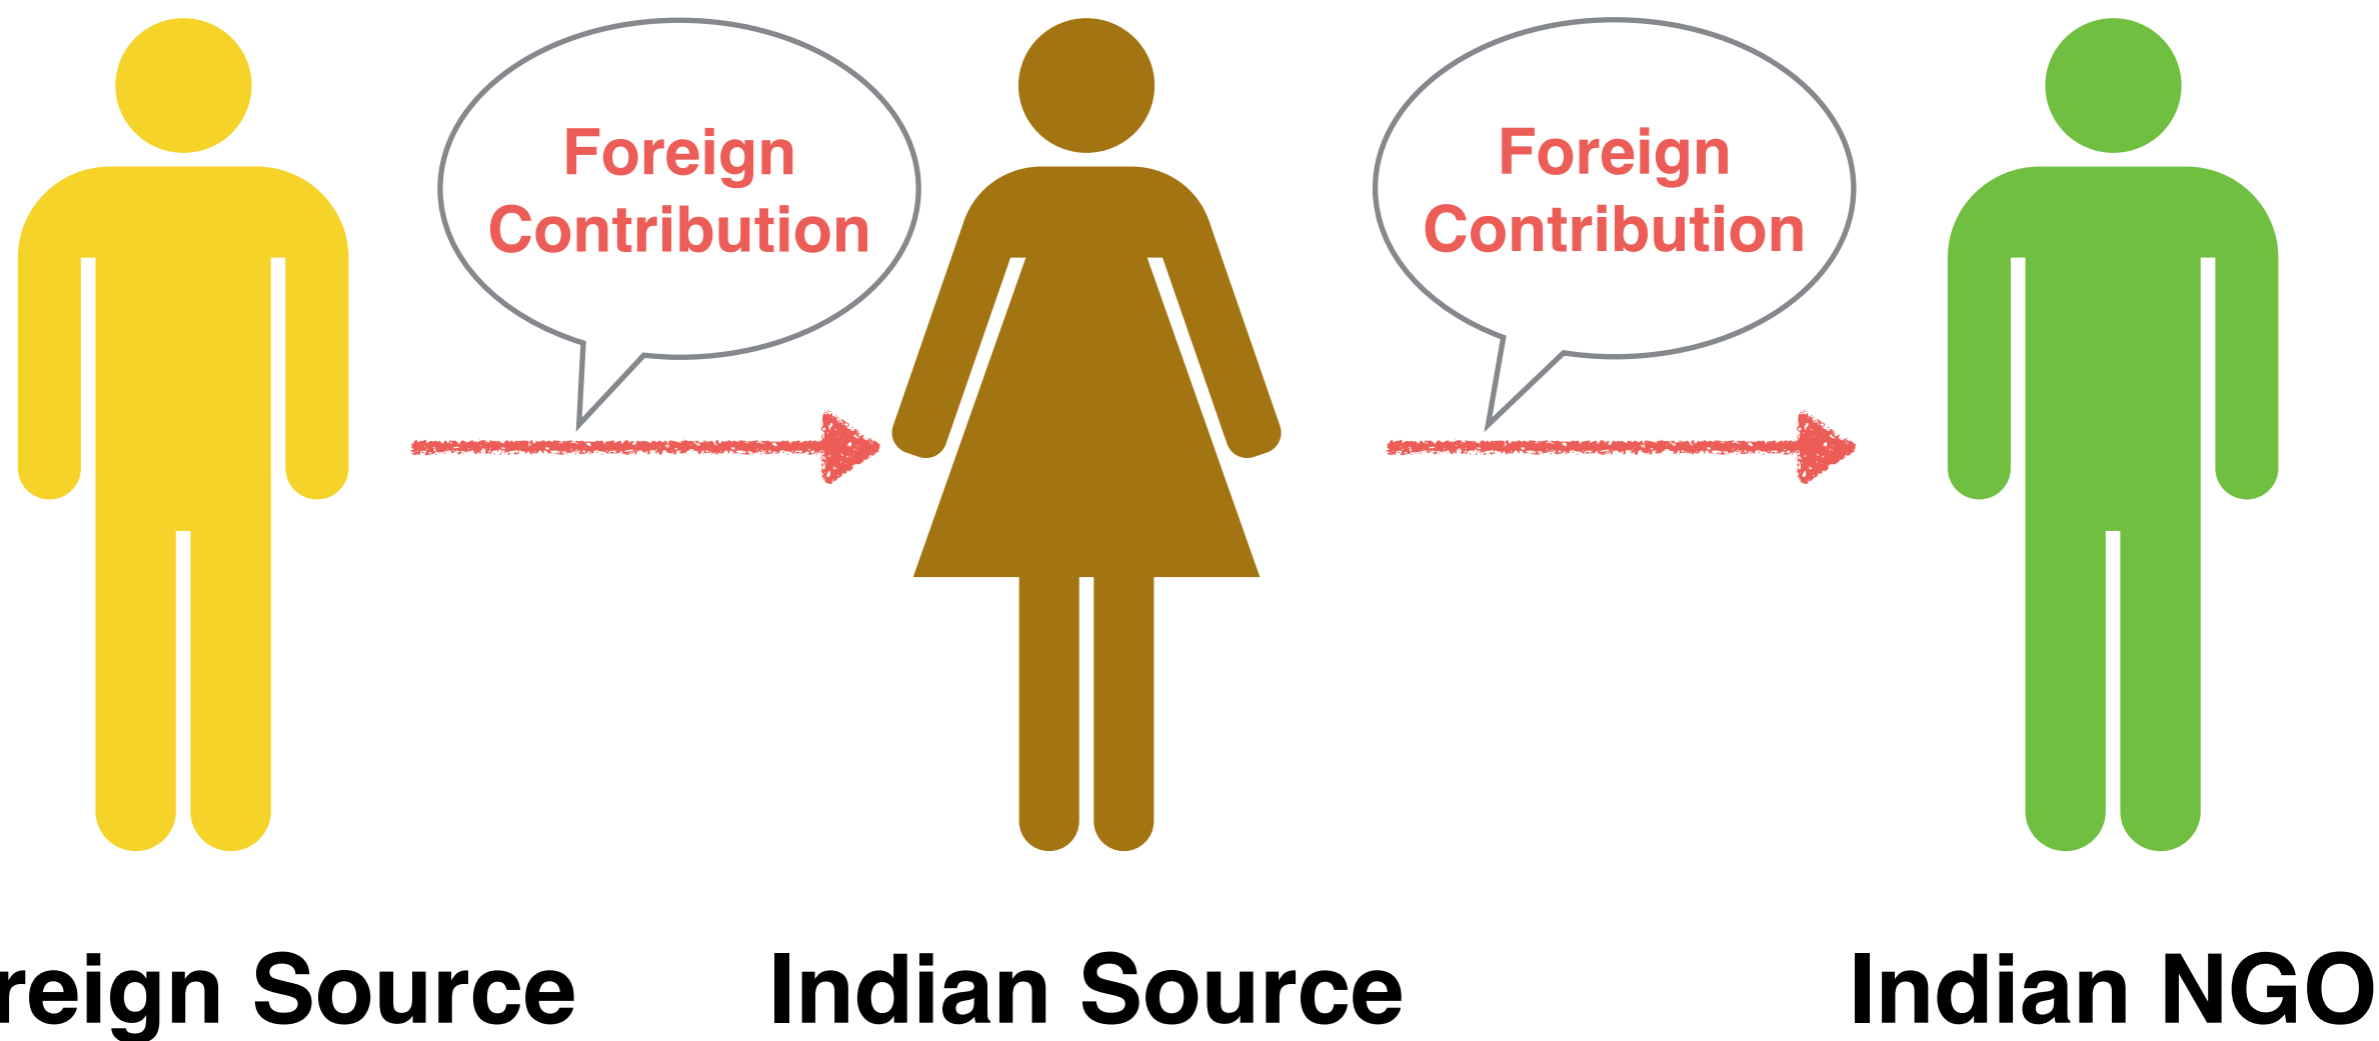 Foreign
Contribution
Foreign
Contribution
reign Source
Indian Source
Indian NGO